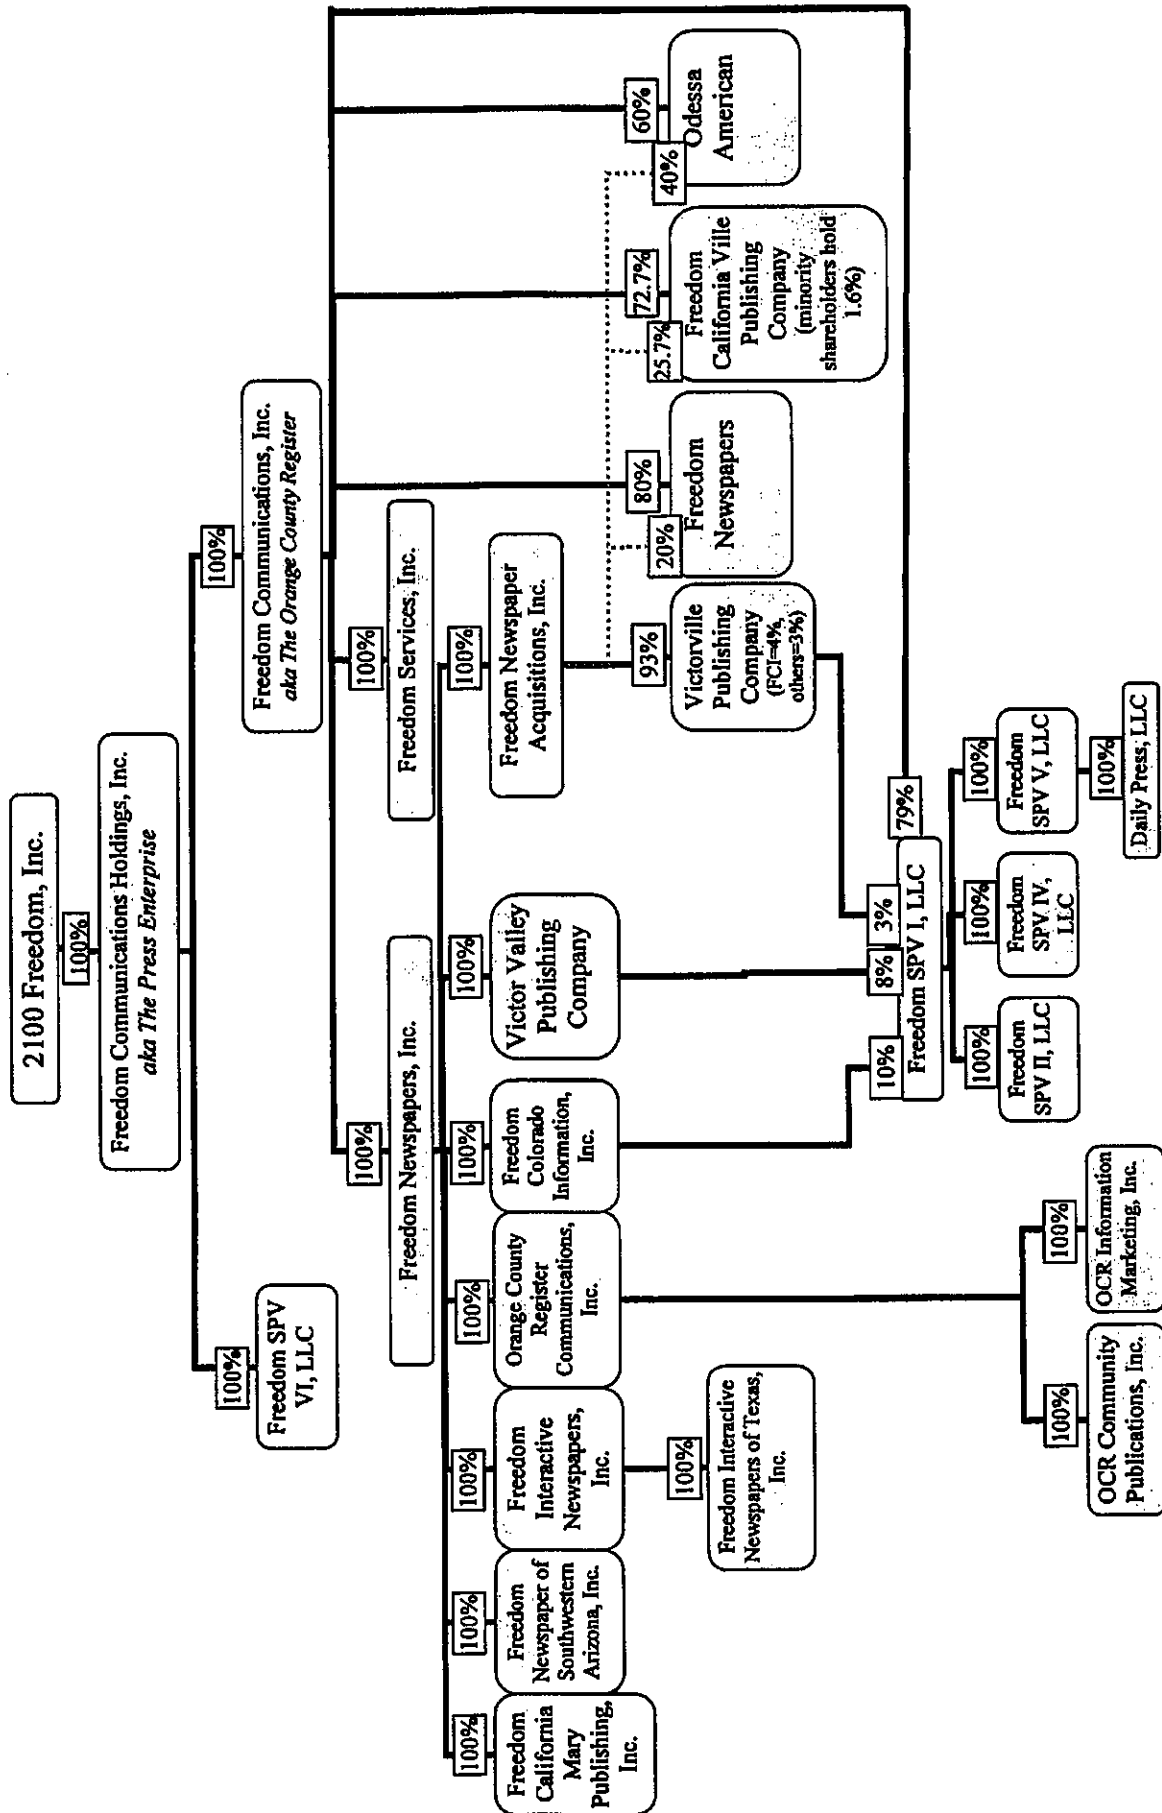 2100 Freedom, Inc.
100%
Freedom Communications Holdings, Inc.
aka The Press Enterprise
100%
100%
Freedom SPV
VI, LLC
Freedom Communications, Inc.
aka The Orange County Register
100%
100%
Freedom Newspapers, Inc.
Freedom Services, Inc.
100%
100%
100%
100%
100%
100%
100%
Freedom
California
Mary
Publishing,
Inc.
Freedom
Newspaper of
Southwestern
Arizona, Inc.
Freedom
Interactive
Newspapers,
Inc.
Orange County
Register
Communications,
Inc.
Freedom
Colorado
Information,
Inc.
Victor Valley
Publishing
Company
Freedom Newspaper
Acquisitions, Inc.
100%
Freedom Interactive
Newspapers of Texas,
Inc.
93%
Victorville
Publishing
Company
(FCI=4%,
others=3%)
20%
80%
Freedom
Newspapers
25.7%
72.7%
Freedom
California Ville
Publishing
Company
(minority
shareholders hold
1.6%)
40%
60%
Odessa
American
10%
8%
3%
79%
Freedom SPV I, LLC
100%
100%
100%
Freedom
SPV II, LLC
Freedom
SPV IV,
LLC
Freedom
SPV V, LLC
100%
100%
OCR Community
Publications, Inc.
OCR Information
Marketing, Inc.
100%
Daily Press, LLC